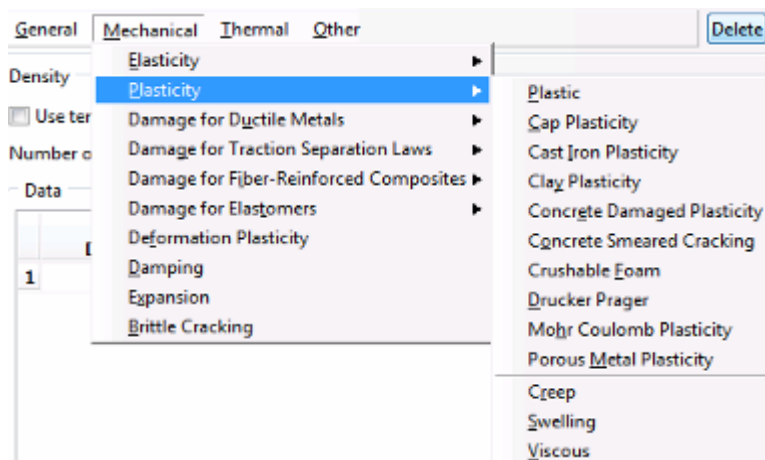 General Mechanical Thermal Other Delete
Density
Use ter
Number o
Data
1
Elasticity
Plasticity
Damage for Ductile Metals
Damage for Traction Separation Laws
Damage for Fiber-Reinforced Composites
Damage for Elastomers
Deformation Plasticity
Damping
Expansion
Brittle Cracking
Plastic
Cap Plasticity
Cast Iron Plasticity
Clay Plasticity
Concrete Damaged Plasticity
Concrete Smeared Cracking
Crushable Foam
Drucker Prager
Mohr Coulomb Plasticity
Porous Metal Plasticity
Creep
Swelling
Viscous